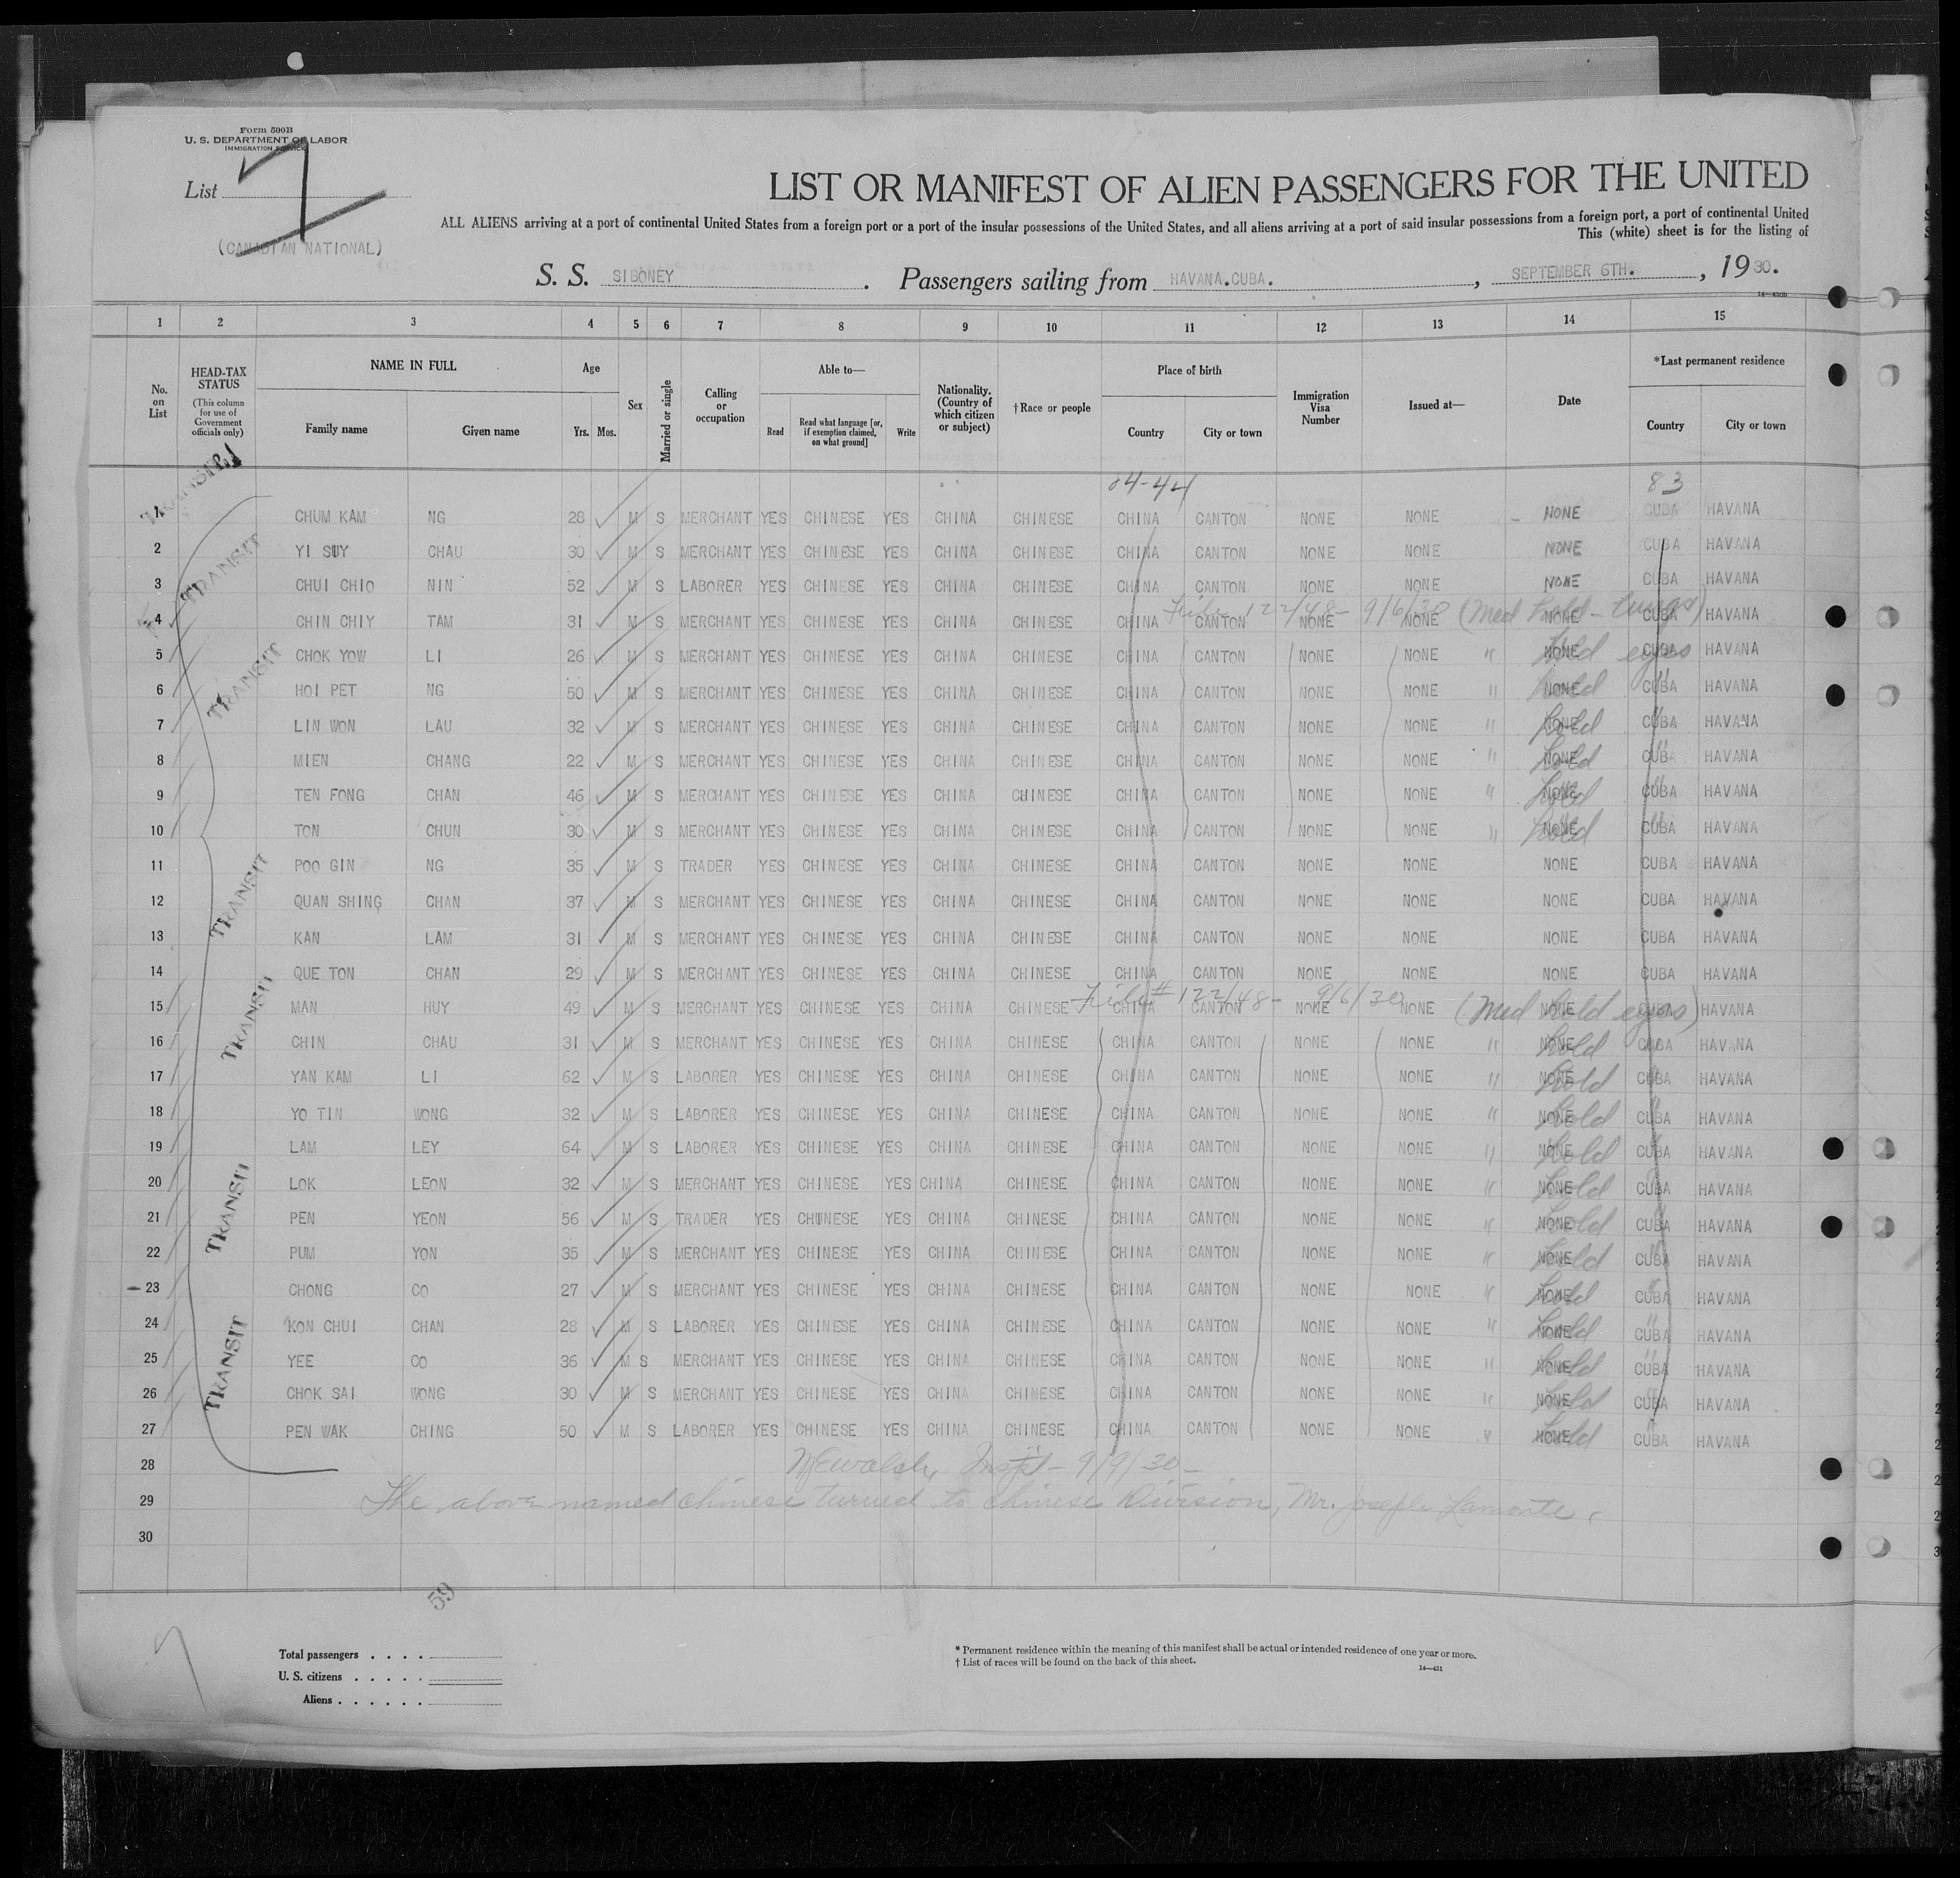 Form 500B
U. S. DEPARTMENT OF LABOR
IMMIGRATION SERVICE
List 7
(CANADIAN NATIONAL)
LIST OR MANIFEST OF ALIEN PASSENGERS FOR THE UNITED
ALL ALIENS arriving at a port of continental United States from a foreign port or a port of the insular possessions of the United States, and all aliens arriving at a port of said insular possessions from a foreign port, a port of continental United
This (white) sheet is for the listing of
S. S. SIBONEY. Passengers sailing from HAVANA.CUBA., SEPTEMBER 6TH., 1930.
1 2 3 4 5 6 7 8 9 10 11 12 13 14 15
No. on List
HEAD-TAX STATUS (This column for use of Government officials only)
NAME IN FULL
Family name Given name
Age
Yrs. Mos.
Sex
Married or single
Calling or occupation
Able to—
Read
Read what language [or, if exemption claimed, on what ground]
Write
Nationality. (Country of which citizen or subject)
†Race or people
Place of birth
Country City or town
Immigration Visa Number
Issued at—
Date
*Last permanent residence
Country City or town
TRANSIT
84-44 83
1 CHUM KAM NG 28 M S MERCHANT YES CHINESE YES CHINA CHINESE CHINA CANTON NONE NONE NONE CUBA HAVANA
2 YI SUY CHAU 30 M S MERCHANT YES CHINESE YES CHINA CHINESE CHINA CANTON NONE NONE NONE CUBA HAVANA
TRANSIT
3 CHUI CHIO NIN 52 M S LABORER YES CHINESE YES CHINA CHINESE CHINA CANTON NONE NONE NONE CUBA HAVANA
122/48- 9/6/30 (Med hold - lungs)
4 CHIN CHIY TAM 31 M S MERCHANT YES CHINESE YES CHINA CHINESE CHINA CANTON NONE NONE NONE CUBA HAVANA
5 CHOK YOW LI 26 M S MERCHANT YES CHINESE YES CHINA CHINESE CHINA CANTON NONE NONE " NONE hold eyes CUBA HAVANA
TRANSIT
6 HOI PET NG 50 M S MERCHANT YES CHINESE YES CHINA CHINESE CHINA CANTON NONE NONE " NONE hold " CUBA HAVANA
7 LIN WON LAU 32 M S MERCHANT YES CHINESE YES CHINA CHINESE CHINA CANTON NONE NONE " NONE hold " CUBA HAVANA
8 MIEN CHANG 22 M S MERCHANT YES CHINESE YES CHINA CHINESE CHINA CANTON NONE NONE " NONE hold " CUBA HAVANA
9 TEN FONG CHAN 46 M S MERCHANT YES CHINESE YES CHINA CHINESE CHINA CANTON NONE NONE " NONE hold " CUBA HAVANA
10 TON CHUN 30 M S MERCHANT YES CHINESE YES CHINA CHINESE CHINA CANTON NONE NONE " NONE hold " CUBA HAVANA
11 POO GIN NG 35 M S TRADER YES CHINESE YES CHINA CHINESE CHINA CANTON NONE NONE NONE CUBA HAVANA
TRANSIT
12 QUAN SHING CHAN 37 M S MERCHANT YES CHINESE YES CHINA CHINESE CHINA CANTON NONE NONE NONE CUBA HAVANA
13 KAN LAM 31 M S MERCHANT YES CHINESE YES CHINA CHINESE CHINA CANTON NONE NONE NONE CUBA HAVANA
14 QUE TON CHAN 29 M S MERCHANT YES CHINESE YES CHINA CHINESE CHINA CANTON NONE NONE NONE CUBA HAVANA
# 122/48- 9/6/30 (Med hold eyes)
15 MAN HUY 49 M S MERCHANT YES CHINESE YES CHINA CHINESE CHINA CANTON NONE NONE NONE CUBA HAVANA
TRANSIT
16 CHIN CHAU 31 M S MERCHANT YES CHINESE YES CHINA CHINESE CHINA CANTON NONE NONE " NONE hold " CUBA HAVANA
17 YAN KAM LI 62 M S LABORER YES CHINESE YES CHINA CHINESE CHINA CANTON NONE NONE " NONE hold " CUBA HAVANA
18 YO TIN WONG 32 M S LABORER YES CHINESE YES CHINA CHINESE CHINA CANTON NONE NONE " NONE hold " CUBA HAVANA
19 LAM LEY 64 M S LABORER YES CHINESE YES CHINA CHINESE CHINA CANTON NONE NONE " NONE hold " CUBA HAVANA
20 LOK LEON 32 M S MERCHANT YES CHINESE YES CHINA CHINESE CHINA CANTON NONE NONE " NONE hold " CUBA HAVANA
TRANSIT
21 PEN YEON 56 M S TRADER YES CHINESE YES CHINA CHINESE CHINA CANTON NONE NONE " NONE hold " CUBA HAVANA
22 PUM YON 35 M S MERCHANT YES CHINESE YES CHINA CHINESE CHINA CANTON NONE NONE " NONE hold " CUBA HAVANA
23 CHONG CO 27 M S MERCHANT YES CHINESE YES CHINA CHINESE CHINA CANTON NONE NONE " NONE hold " CUBA HAVANA
24 KON CHUI CHAN 28 M S LABORER YES CHINESE YES CHINA CHINESE CHINA CANTON NONE NONE " NONE hold " CUBA HAVANA
TRANSIT
25 YEE CO 36 M S MERCHANT YES CHINESE YES CHINA CHINESE CHINA CANTON NONE NONE " NONE hold " CUBA HAVANA
26 CHOK SAI WONG 30 M S MERCHANT YES CHINESE YES CHINA CHINESE CHINA CANTON NONE NONE " NONE hold " CUBA HAVANA
27 PEN WAK CHING 50 M S LABORER YES CHINESE YES CHINA CHINESE CHINA CANTON NONE NONE " NONE hold " CUBA HAVANA
28 Inspt - 9/9/30-
29 The above named Chinese turned to Chinese Division, Mr. Joseph Lamonte.
30
59
Total passengers . . . .
U. S. citizens . . . . .
Aliens . . . . . .
* Permanent residence within the meaning of this manifest shall be actual or intended residence of one year or more.
† List of races will be found on the back of this sheet.
14—431